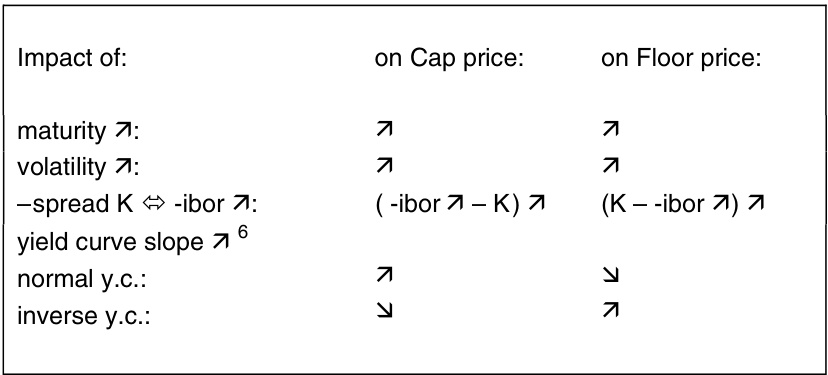 Impact of: on Cap price: on Floor price:
maturity ↗: ↗ ↗
volatility ↗: ↗ ↗
–spread K ⇔ -ibor ↗: ( -ibor ↗ – K) ↗ (K – -ibor ↗) ↗
yield curve slope ↗ 6
normal y.c.: ↗ ↘
inverse y.c.: ↘ ↗